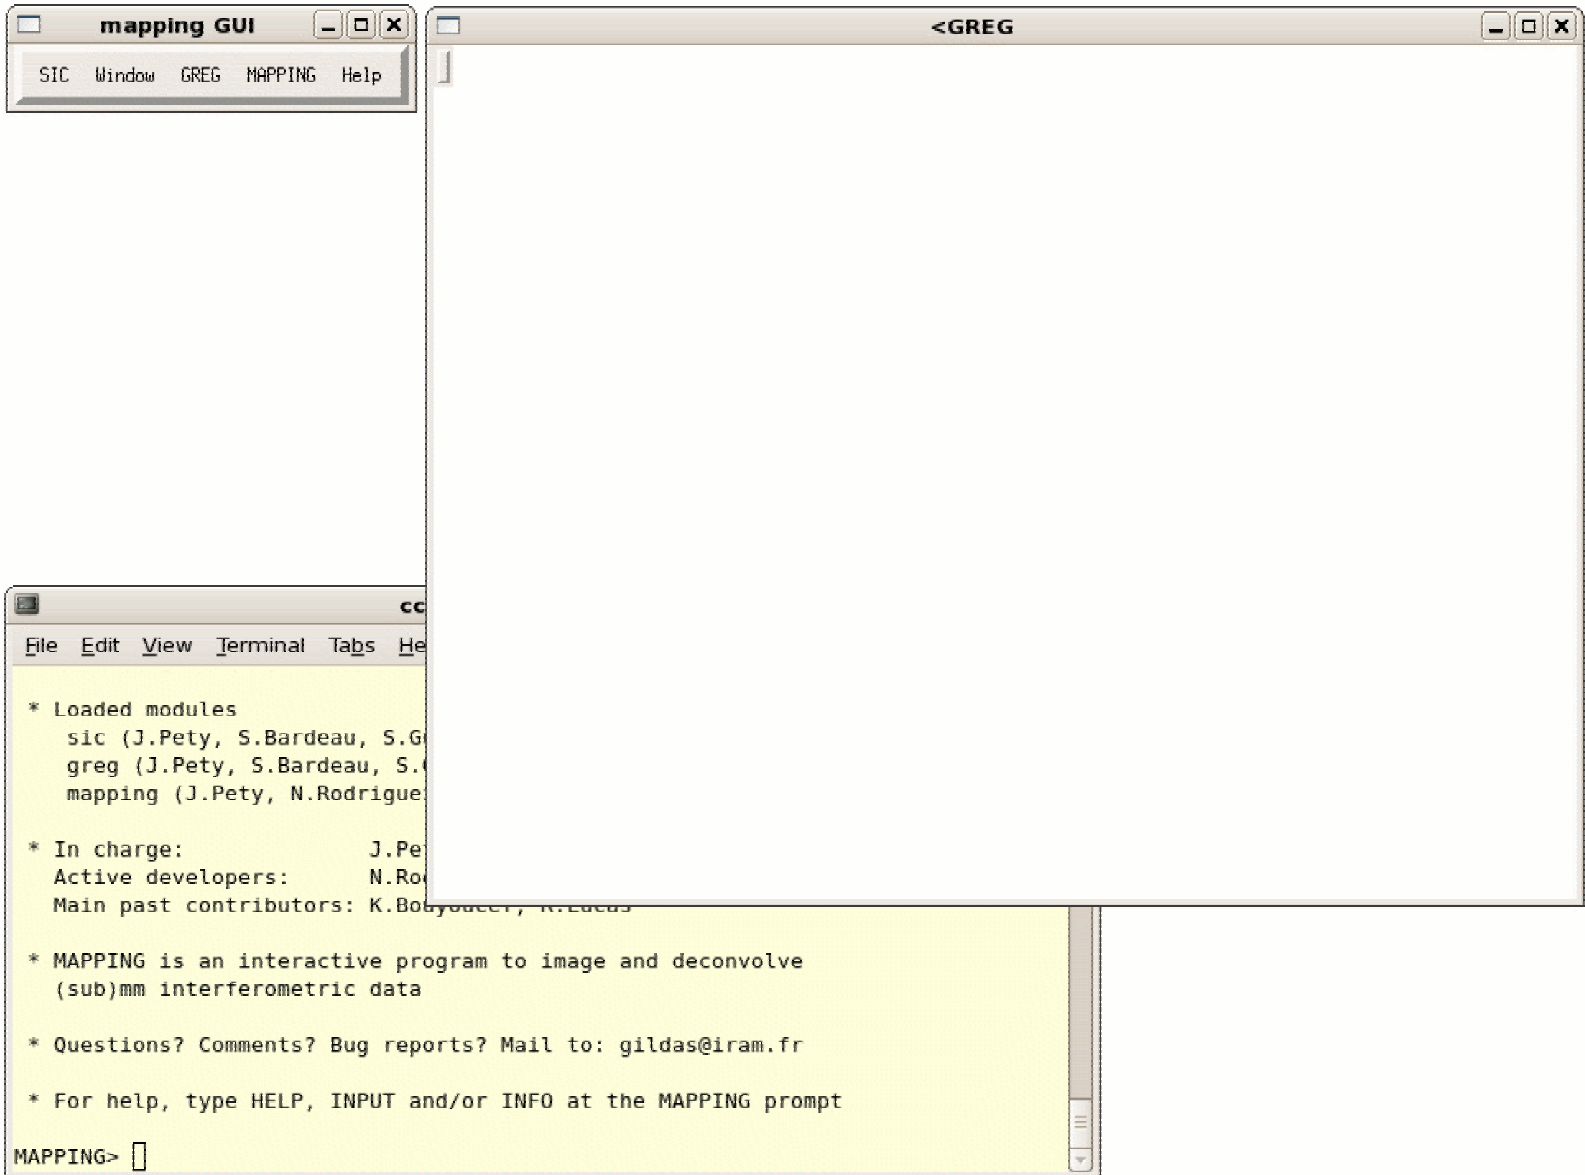 mapping GUI
SIC Window GREG MAPPING Help
<GREG
File Edit View Terminal Tabs
* Loaded modules
sic (J.Pety, S.Bardeau,
greg (J.Pety, S.Bardeau,
mapping (J.Pety,
* In charge:
Active developers:
Main past contributors:
* MAPPING is an interactive program to image and deconvolve
(sub)mm interferometric data
* Questions? Comments? Bug reports? Mail to: gildas@iram.fr
* For help, type HELP, INPUT and/or INFO at the MAPPING prompt
MAPPING>